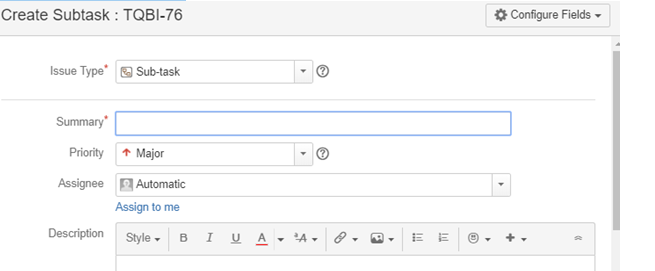 Create Subtask : TQBI-76
Configure Fields
Issue Type* Sub-task
Summary*
Priority Major
Assignee Automatic
Assign to me
Description Style B I U A ªA